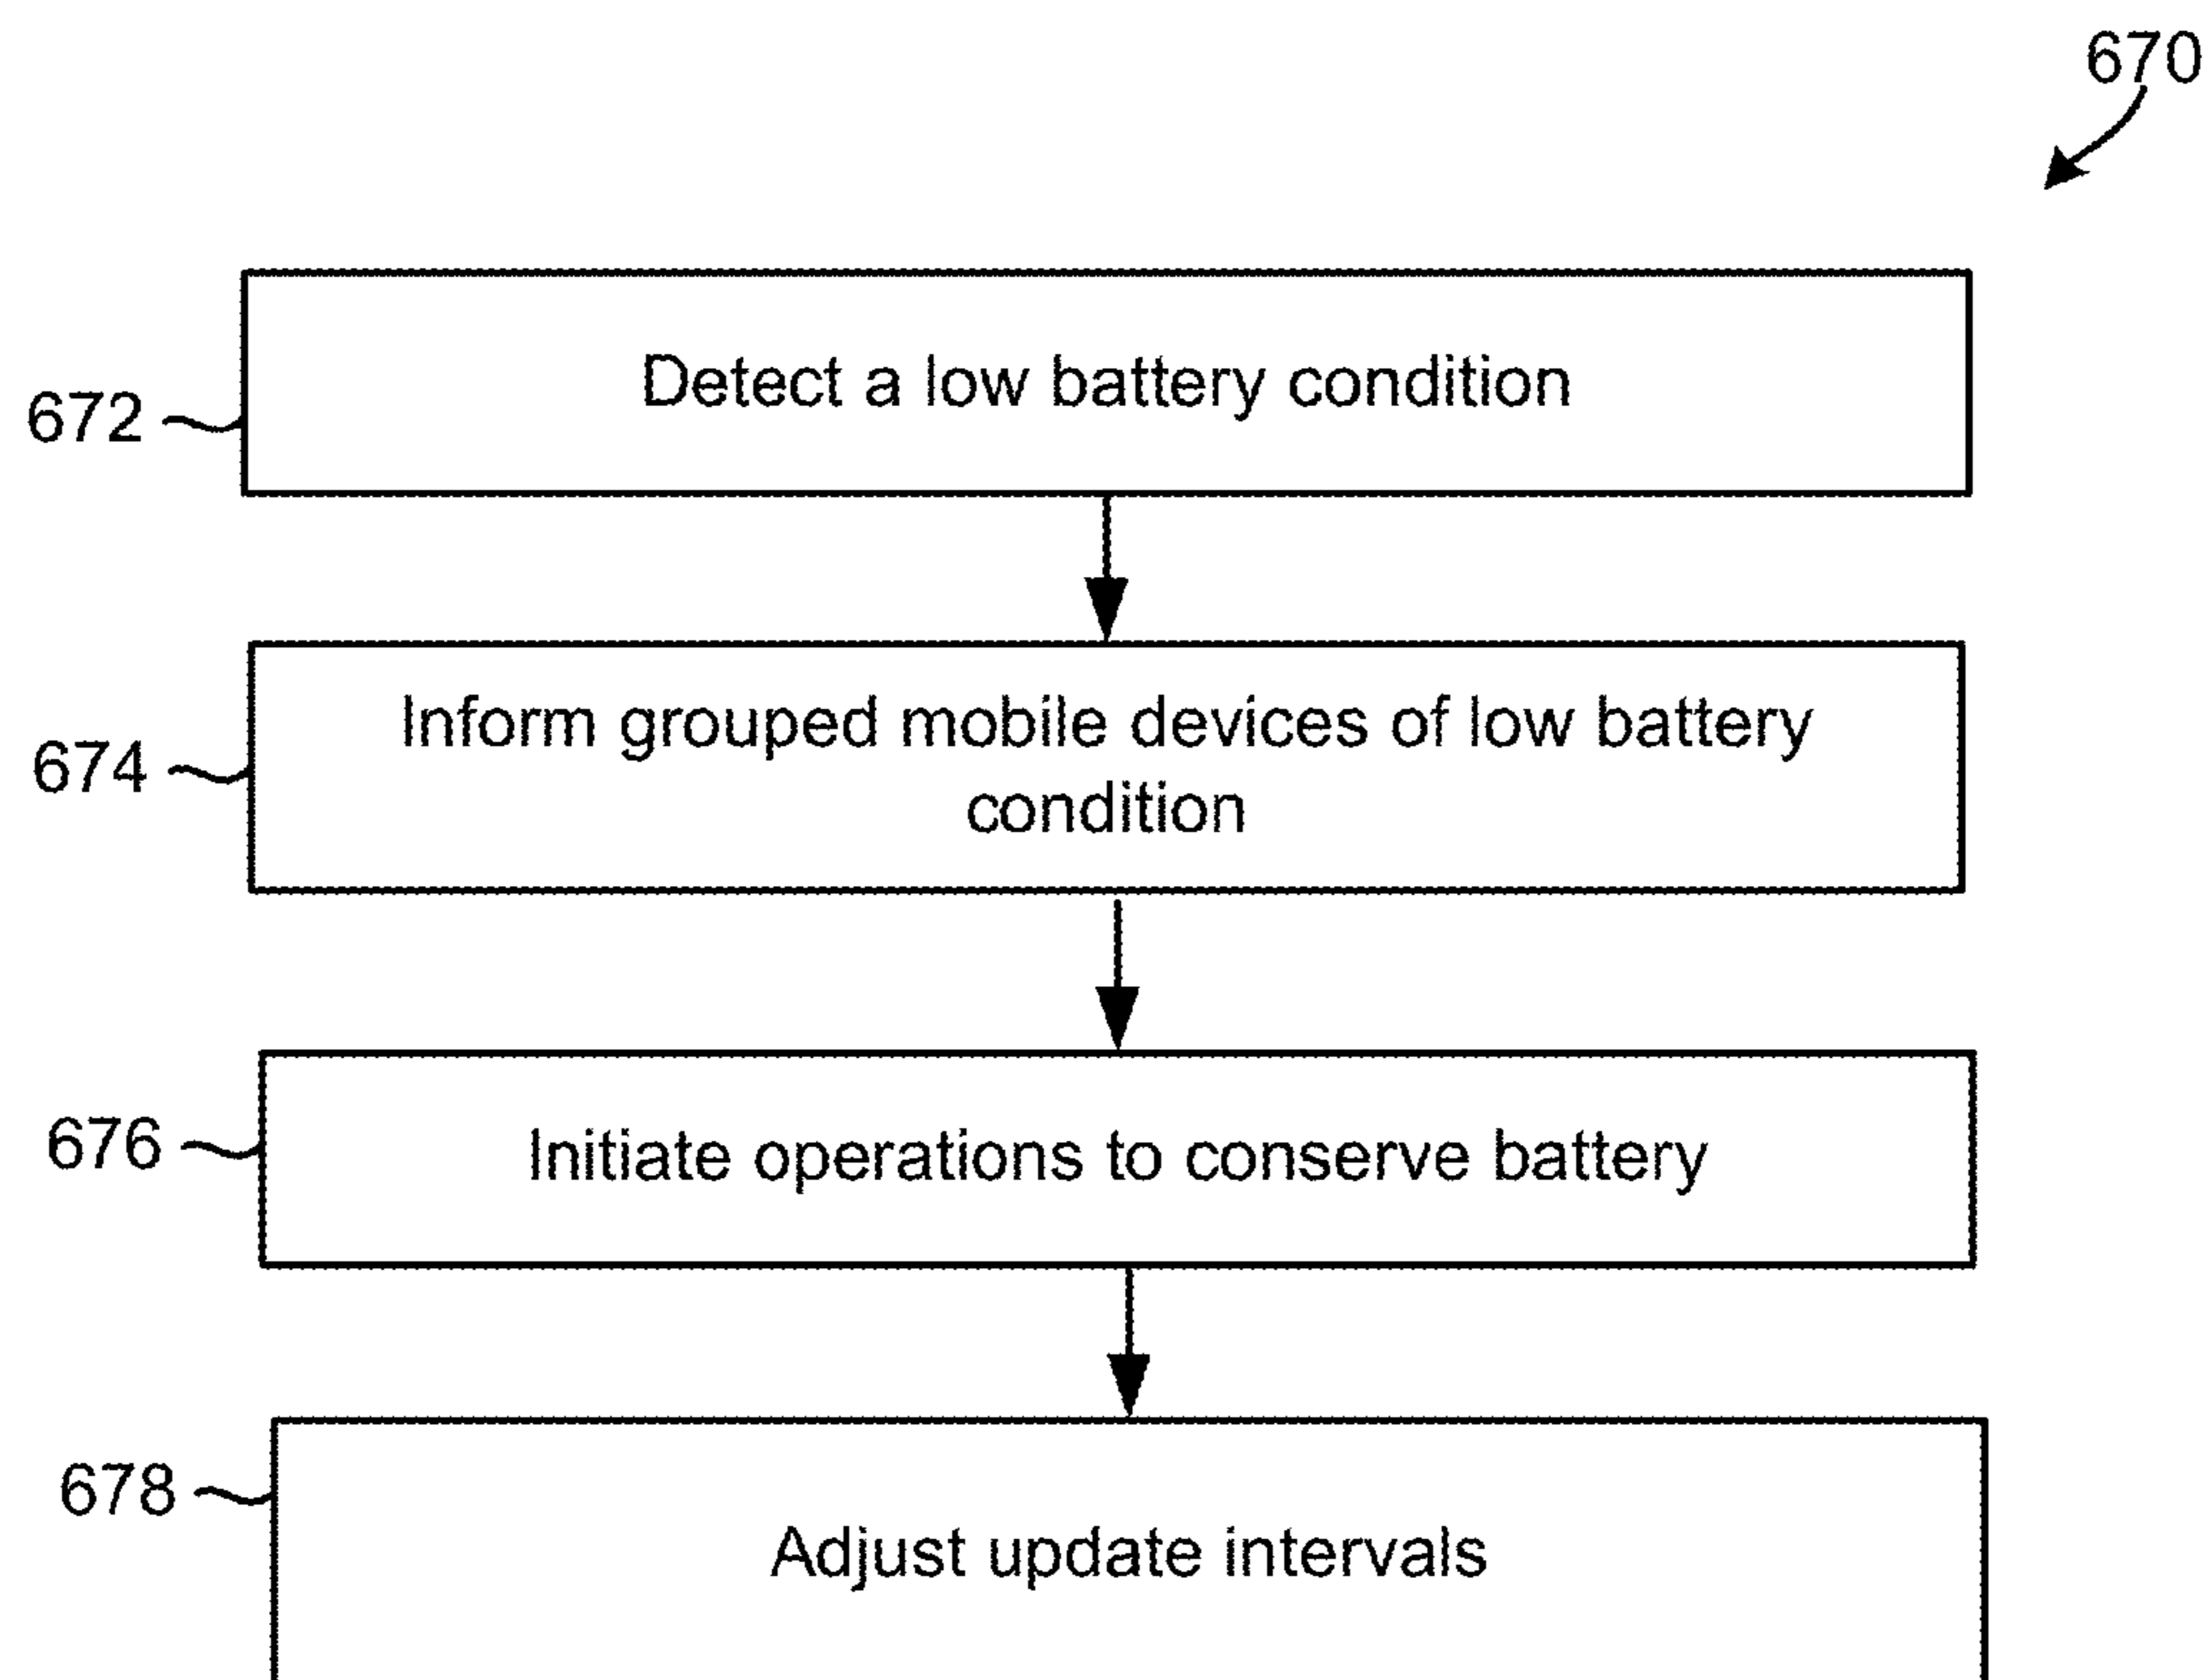 670
Detect a low battery condition
672
Inform grouped mobile devices of low battery
condition
674
Initiate operations to conserve battery
676
678
Adjust update intervals